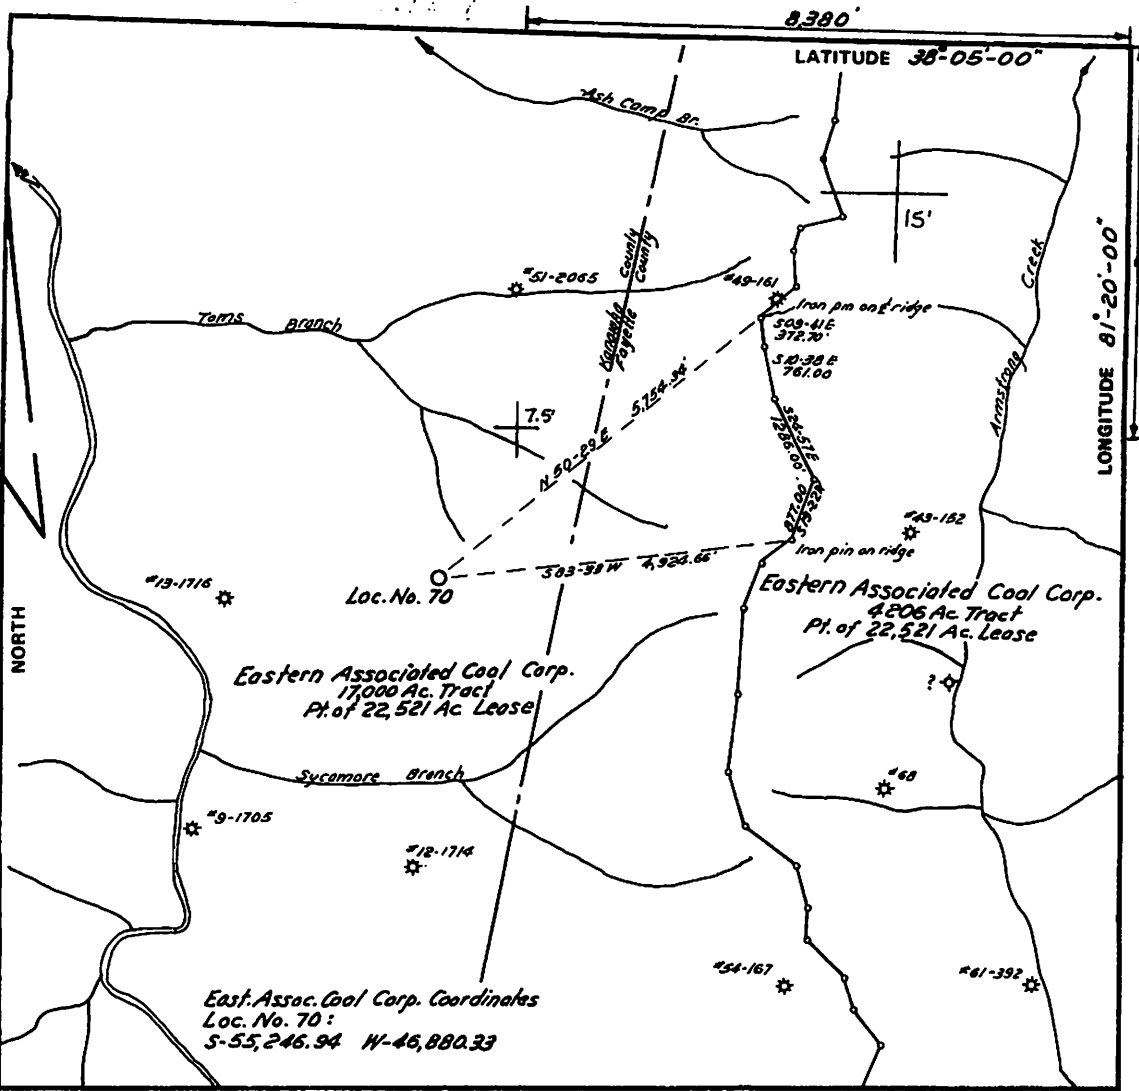 8,380'
LATITUDE 38°-05'-00"
Ash Camp Br.
15'
LONGITUDE 81°-20'-00"
Creek
Armstrong
Kanawha County
Fayette County
#51-2065
#49-161
Iron pin on ridge
S09-41E
372.70'
S10-38E
761.00
Toms Branch
5,754.94'
N 50-29 E
7.5'
S24-57E
1286.00'
877.00'
S19-22W
#43-152
Iron pin on ridge
S83-38 W 4,924.66'
#13-1716
Loc. No. 70
Eastern Associated Coal Corp.
4206 Ac. Tract
Pt. of 22,521 Ac. Lease
NORTH
Eastern Associated Coal Corp.
17,000 Ac. Tract
Pt. of 22,521 Ac. Lease
?
Sycamore Branch
#68
#9-1705
#12-1714
#54-167
#61-392
East. Assoc. Coal Corp. Coordinates
Loc. No. 70 :
S-55,246.94 W-46,880.33